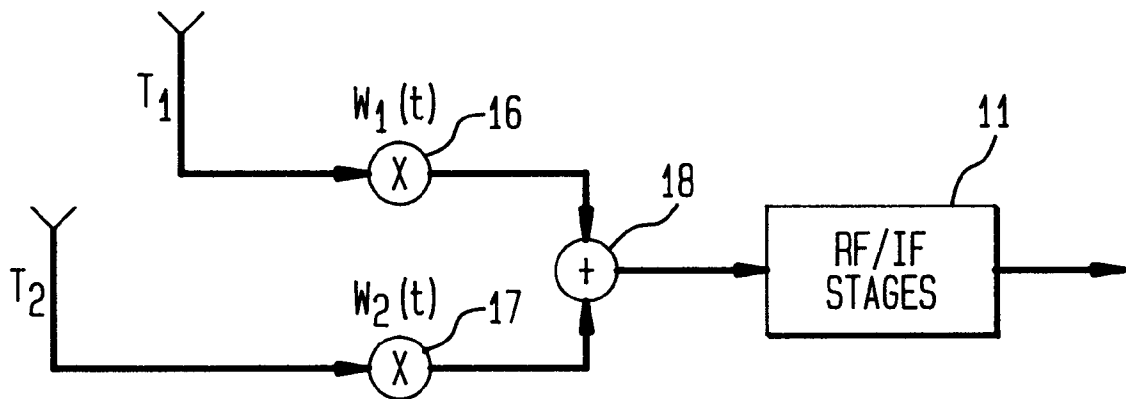 T1
W1(t)
X
16
18
11
T2
W2(t)
X
17
+
RF/IF
STAGES